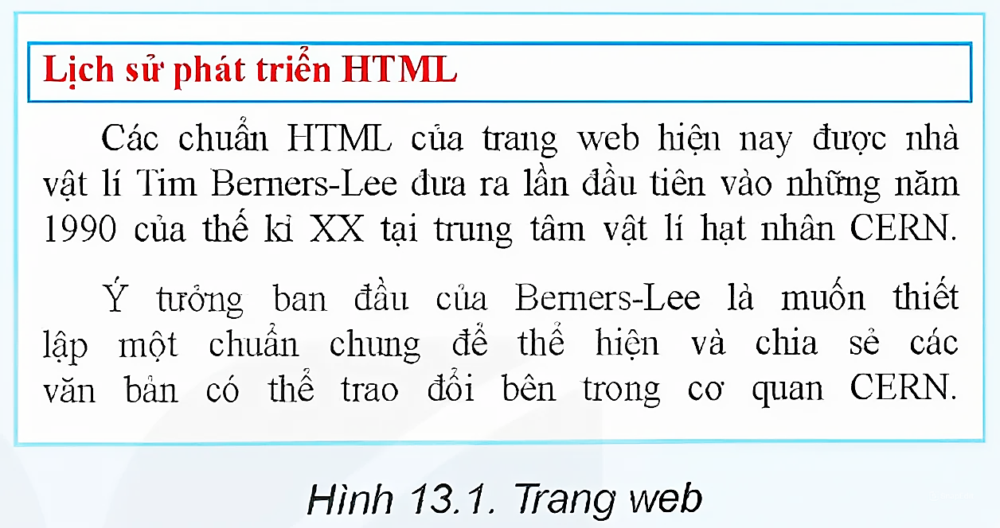 Lịch sử phát triển HTML
Các chuẩn HTML của trang web hiện nay được nhà
vật lí Tim Berners-Lee đưa ra lần đầu tiên vào những năm
1990 của thế kỉ XX tại trung tâm vật lí hạt nhân CERN.
Ý tưởng ban đầu của Berners-Lee là muốn thiết
lập một chuẩn chung để thể hiện và chia sẻ các
văn bản có thể trao đổi bên trong cơ quan CERN.
Hình 13.1. Trang web